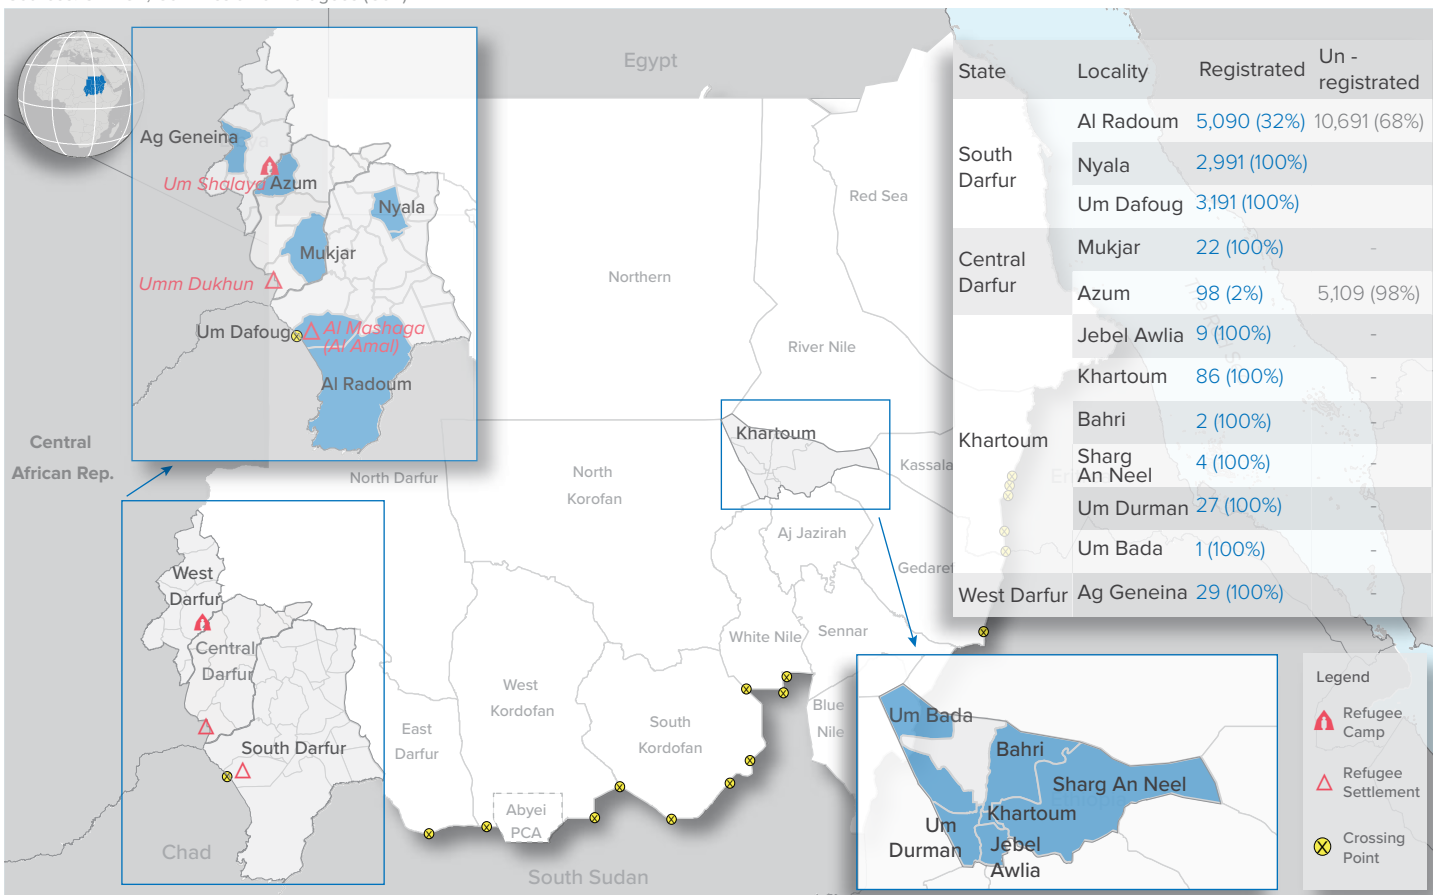 Egypt
Ag Geneina
Um Shalaya
Azum
Nyala
Mukjar
Umm Dukhun
Um Dafoug
Al Mashaga
(Al Amal)
Al Radoum
Red Sea
Northern
River Nile
Central
African Rep.
North Darfur
North
Korofan
Khartoum
Kassala
Aj Jazirah
Gedaref
West
Darfur
Central
Darfur
South Darfur
White Nile
Sennar
West
Kordofan
South
Kordofan
East
Darfur
Blue
Nile
Abyei
PCA
Chad
South Sudan
State Locality Registrated Un -
registrated
South
Darfur
Al Radoum 5,090 (32%) 10,691 (68%)
Nyala 2,991 (100%)
Um Dafoug 3,191 (100%)
Central
Darfur
Mukjar 22 (100%) -
Azum 98 (2%) 5,109 (98%)
Khartoum
Jebel Awlia 9 (100%) -
Khartoum 86 (100%) -
Bahri 2 (100%) -
Sharg
An Neel 4 (100%) -
Um Durman 27 (100%) -
Um Bada 1 (100%) -
West Darfur Ag Geneina 29 (100%) -
Um Bada
Bahri
Sharg An Neel
Ethiopia
Khartoum
Um
Durman
Jebel
Awlia
Legend
Refugee
Camp
Refugee
Settlement
Crossing
Point